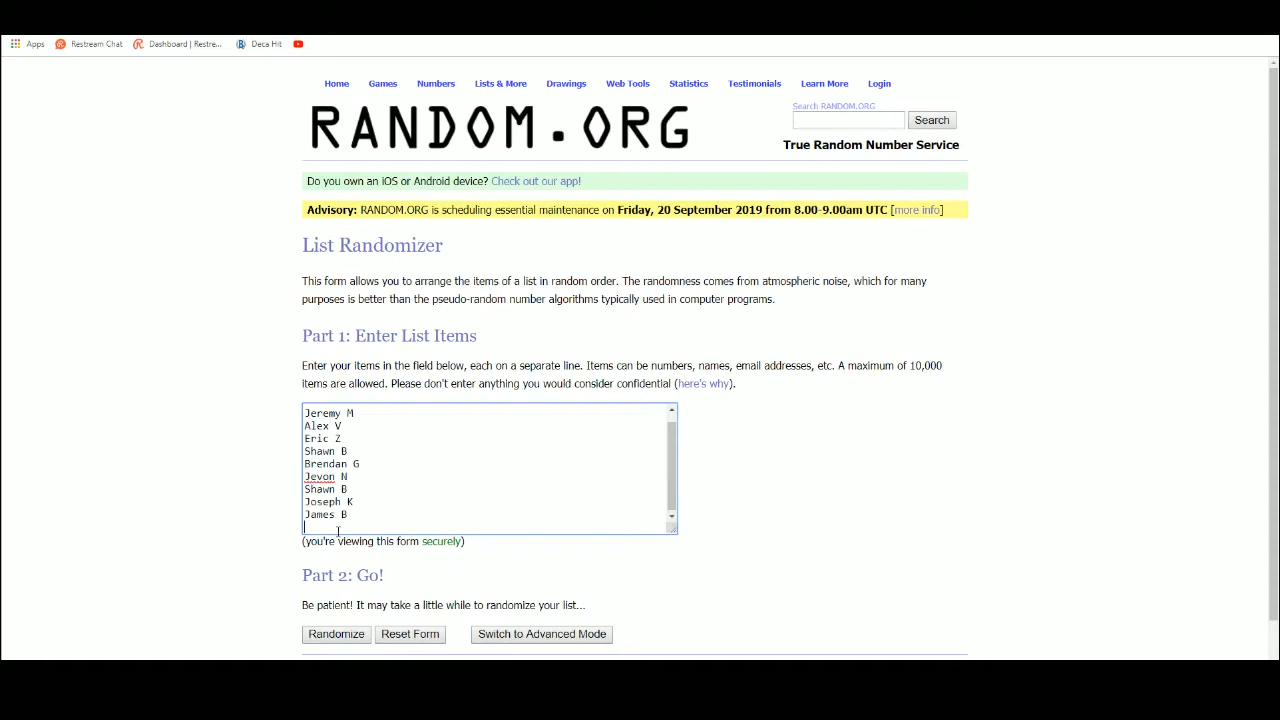 Apps Restream Chat Dashboard | Restre... Deca Hit
Home Games Numbers Lists & More Drawings Web Tools Statistics Testimonials Learn More Login
RANDOM.ORG
Search RANDOM.ORG
Search
True Random Number Service
Do you own an iOS or Android device? Check out our app!
Advisory: RANDOM.ORG is scheduling essential maintenance on Friday, 20 September 2019 from 8.00-9.00am UTC [more info]
List Randomizer
This form allows you to arrange the items of a list in random order. The randomness comes from atmospheric noise, which for many
purposes is better than the pseudo-random number algorithms typically used in computer programs.
Part 1: Enter List Items
Enter your items in the field below, each on a separate line. Items can be numbers, names, email addresses, etc. A maximum of 10,000
items are allowed. Please don't enter anything you would consider confidential (here's why).
Jeremy M
Alex V
Eric Z
Shawn B
Brendan G
Jevon N
Shawn B
Joseph K
James B
(you're viewing this form securely)
Part 2: Go!
Be patient! It may take a little while to randomize your list...
Randomize Reset Form Switch to Advanced Mode